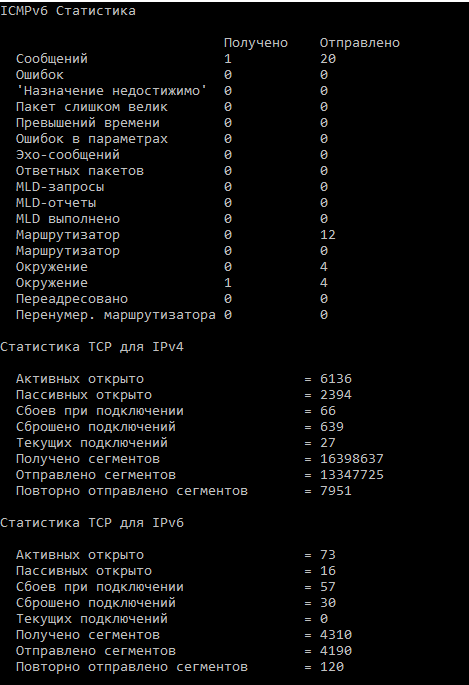 ICMPv6 Статистика
Получено Отправлено
Сообщений 1 20
Ошибок 0 0
'Назначение недостижимо' 0 0
Пакет слишком велик 0 0
Превышений времени 0 0
Ошибок в параметрах 0 0
Эхо-сообщений 0 0
Ответных пакетов 0 0
MLD-запросы 0 0
MLD-отчеты 0 0
MLD выполнено 0 0
Маршрутизатор 0 12
Маршрутизатор 0 0
Окружение 0 4
Окружение 1 4
Переадресовано 0 0
Перенумер. маршрутизатора 0 0
Статистика TCP для IPv4
Активных открыто = 6136
Пассивных открыто = 2394
Сбоев при подключении = 66
Сброшено подключений = 639
Текущих подключений = 27
Получено сегментов = 16398637
Отправлено сегментов = 13347725
Повторно отправлено сегментов = 7951
Статистика TCP для IPv6
Активных открыто = 73
Пассивных открыто = 16
Сбоев при подключении = 57
Сброшено подключений = 30
Текущих подключений = 0
Получено сегментов = 4310
Отправлено сегментов = 4190
Повторно отправлено сегментов = 120